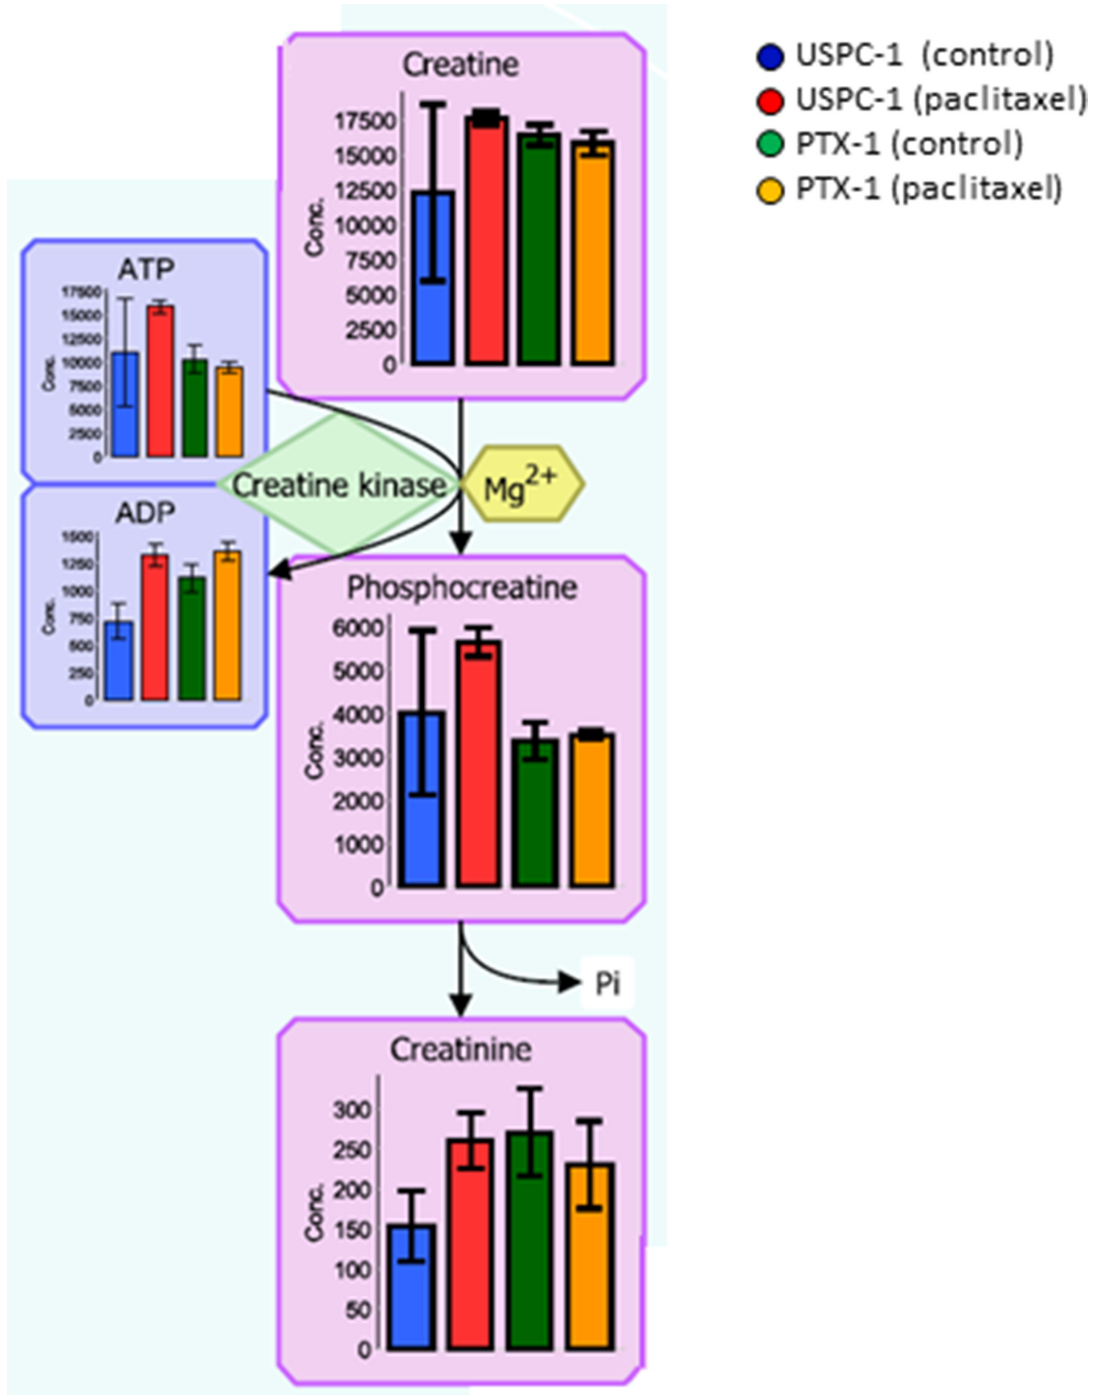 Creatine
Conc.
17500
15000
12500
10000
7500
5000
2500
0
USPC-1 (control)
USPC-1 (paclitaxel)
PTX-1 (control)
PTX-1 (paclitaxel)
ATP
Conc.
17500
15000
12500
10000
7500
5000
2500
0
Creatine kinase
Mg2+
ADP
Conc.
1500
1250
1000
750
500
250
0
Phosphocreatine
Conc.
6000
5000
4000
3000
2000
1000
0
Pi
Creatinine
Conc.
300
250
200
150
100
50
0